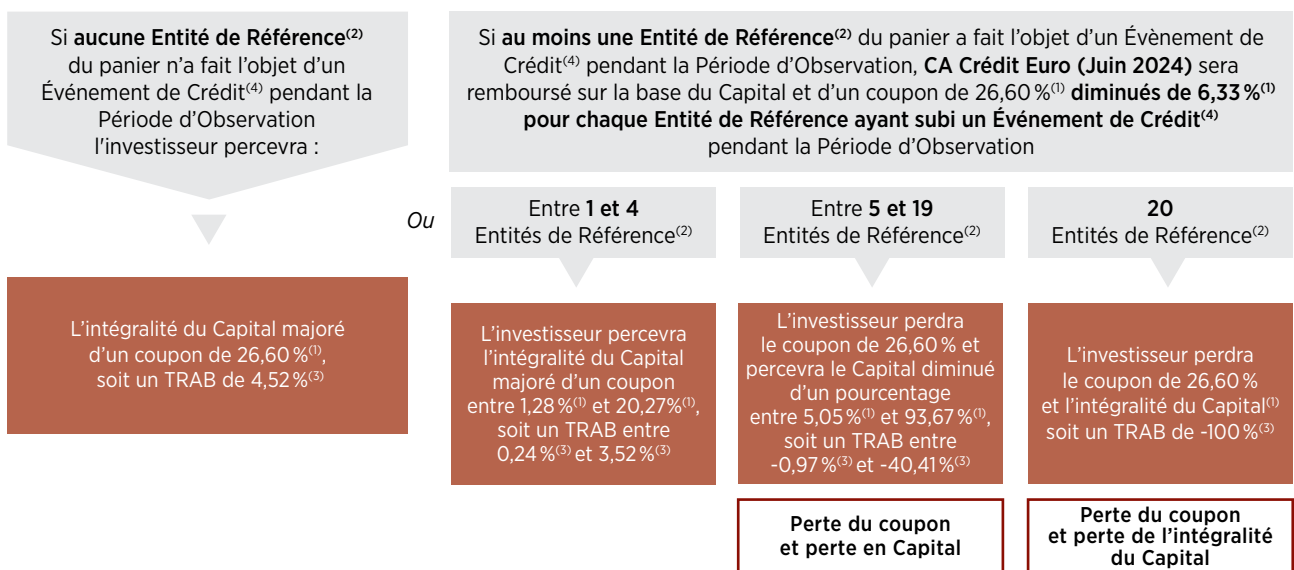 Si aucune Entité de Référence(2)
du panier n’a fait l’objet d’un
Événement de Crédit(4) pendant la
Période d’Observation
l'investisseur percevra :
L’intégralité du Capital majoré
d’un coupon de 26,60 %(1),
soit un TRAB de 4,52 %(3)
Ou
Si au moins une Entité de Référence(2) du panier a fait l’objet d’un Évènement de
Crédit(4) pendant la Période d’Observation, CA Crédit Euro (Juin 2024) sera
remboursé sur la base du Capital et d’un coupon de 26,60 %(1) diminués de 6,33 %(1)
pour chaque Entité de Référence ayant subi un Événement de Crédit(4)
pendant la Période d’Observation
Entre 1 et 4
Entités de Référence(2)
L’investisseur percevra
l’intégralité du Capital
majoré d’un coupon
entre 1,28 %(1) et 20,27%(1),
soit un TRAB entre
0,24 %(3) et 3,52 %(3)
Entre 5 et 19
Entités de Référence(2)
L’investisseur perdra
le coupon de 26,60 % et
percevra le Capital diminué
d’un pourcentage
entre 5,05 %(1) et 93,67 %(1),
soit un TRAB entre
-0,97 %(3) et -40,41 %(3)
Perte du coupon
et perte en Capital
20
Entités de Référence(2)
L’investisseur perdra
le coupon de 26,60 %
et l’intégralité du Capital(1)
soit un TRAB de -100 %(3)
Perte du coupon
et perte de l’intégralité
du Capital